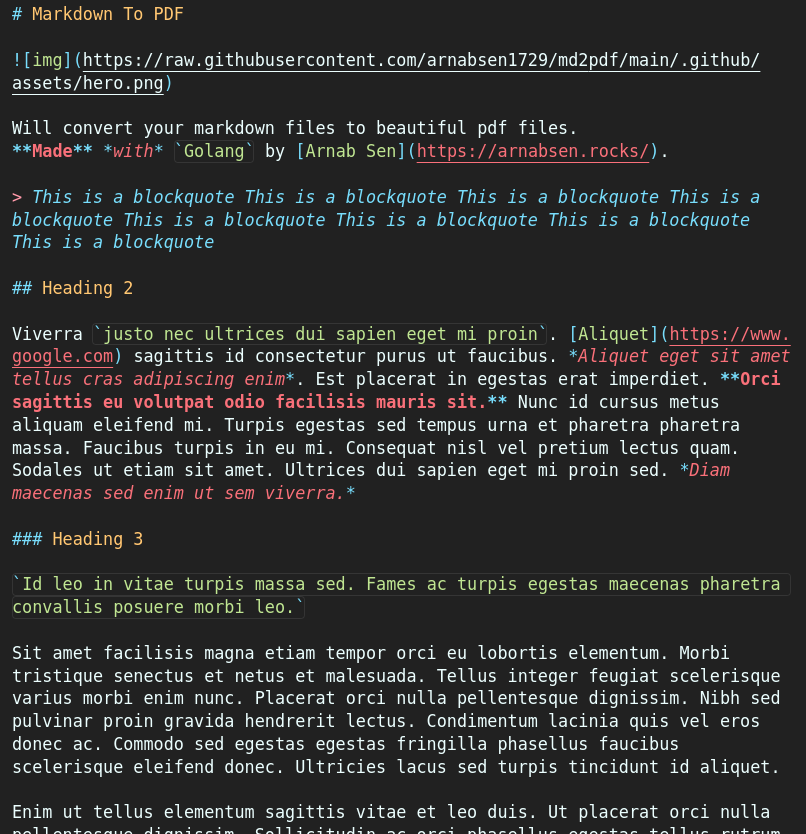 # Markdown To PDF
![img](https://raw.githubusercontent.com/arnabsen1729/md2pdf/main/.github/
assets/hero.png)
Will convert your markdown files to beautiful pdf files.
**Made** *with* `Golang` by [Arnab Sen](https://arnabsen.rocks/).
> This is a blockquote This is a blockquote This is a blockquote This is a
blockquote This is a blockquote This is a blockquote This is a blockquote
This is a blockquote
## Heading 2
Viverra `justo nec ultrices dui sapien eget mi proin`. [Aliquet](https://www.
google.com) sagittis id consectetur purus ut faucibus. *Aliquet eget sit amet
tellus cras adipiscing enim*. Est placerat in egestas erat imperdiet. **Orci
sagittis eu volutpat odio facilisis mauris sit.** Nunc id cursus metus
aliquam eleifend mi. Turpis egestas sed tempus urna et pharetra pharetra
massa. Faucibus turpis in eu mi. Consequat nisl vel pretium lectus quam.
Sodales ut etiam sit amet. Ultrices dui sapien eget mi proin sed. *Diam
maecenas sed enim ut sem viverra.*
### Heading 3
`Id leo in vitae turpis massa sed. Fames ac turpis egestas maecenas pharetra
convallis posuere morbi leo.`
Sit amet facilisis magna etiam tempor orci eu lobortis elementum. Morbi
tristique senectus et netus et malesuada. Tellus integer feugiat scelerisque
varius morbi enim nunc. Placerat orci nulla pellentesque dignissim. Nibh sed
pulvinar proin gravida hendrerit lectus. Condimentum lacinia quis vel eros
donec ac. Commodo sed egestas egestas fringilla phasellus faucibus
scelerisque eleifend donec. Ultricies lacus sed turpis tincidunt id aliquet.
Enim ut tellus elementum sagittis vitae et leo duis. Ut placerat orci nulla
pellentesque dignissim. Sollicitudin ac orci phasellus egestas tellus rutrum